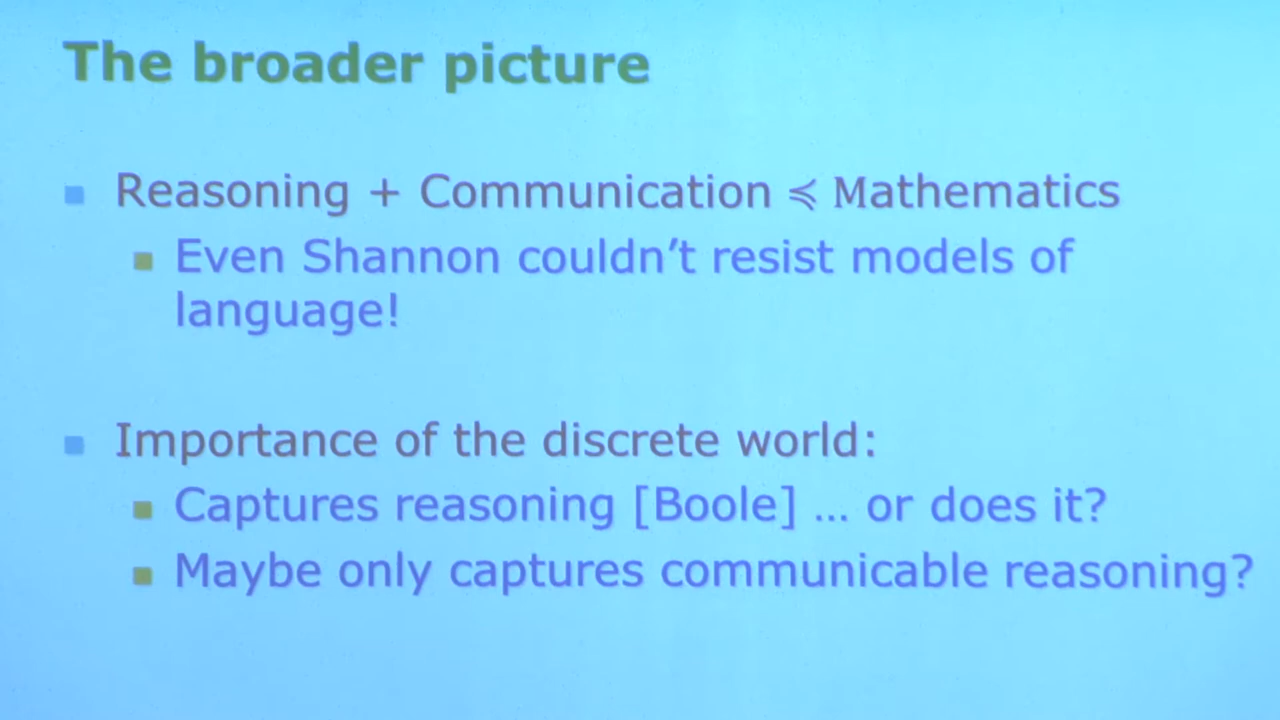 The broader picture
Reasoning + Communication ≼ Mathematics
Even Shannon couldn’t resist models of
language!
Importance of the discrete world:
Captures reasoning [Boole] … or does it?
Maybe only captures communicable reasoning?